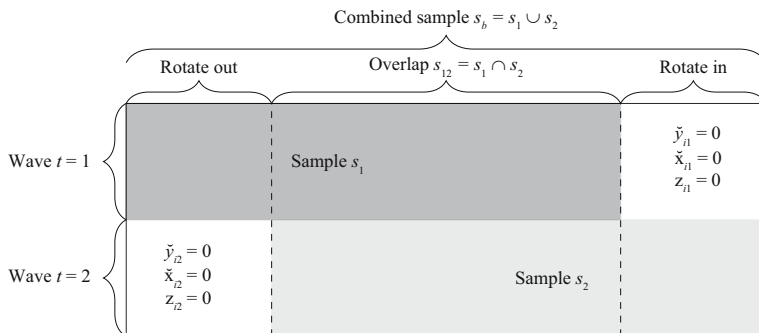 Combined sample s_b = s_1 ∪ s_2
Rotate out
Overlap s_12 = s_1 ∩ s_2
Rotate in
Wave t = 1
Sample s_1
y̆_i1 = 0
x̆_i1 = 0
z_i1 = 0
Wave t = 2
y̆_i2 = 0
x̆_i2 = 0
z_i2 = 0
Sample s_2